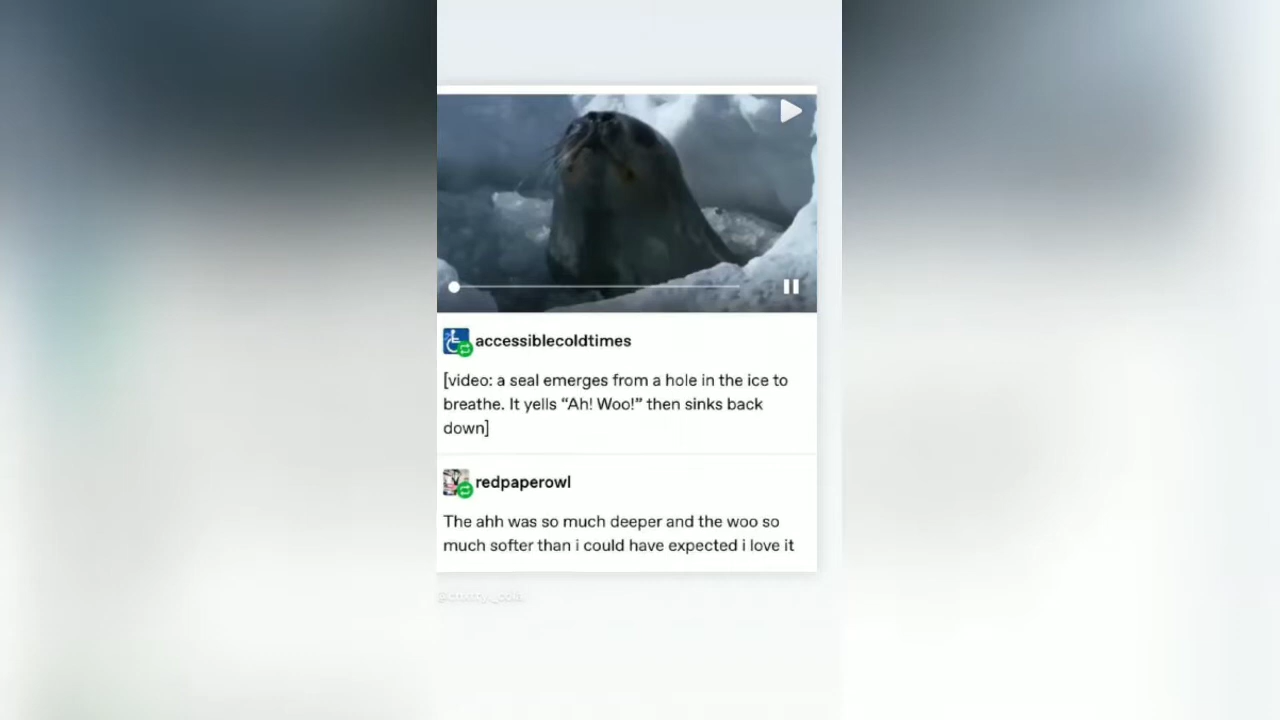 accessiblecoldtimes
[video: a seal emerges from a hole in the ice to
breathe. It yells “Ah! Woo!” then sinks back
down]
redpaperowl
The ahh was so much deeper and the woo so
much softer than i could have expected i love it